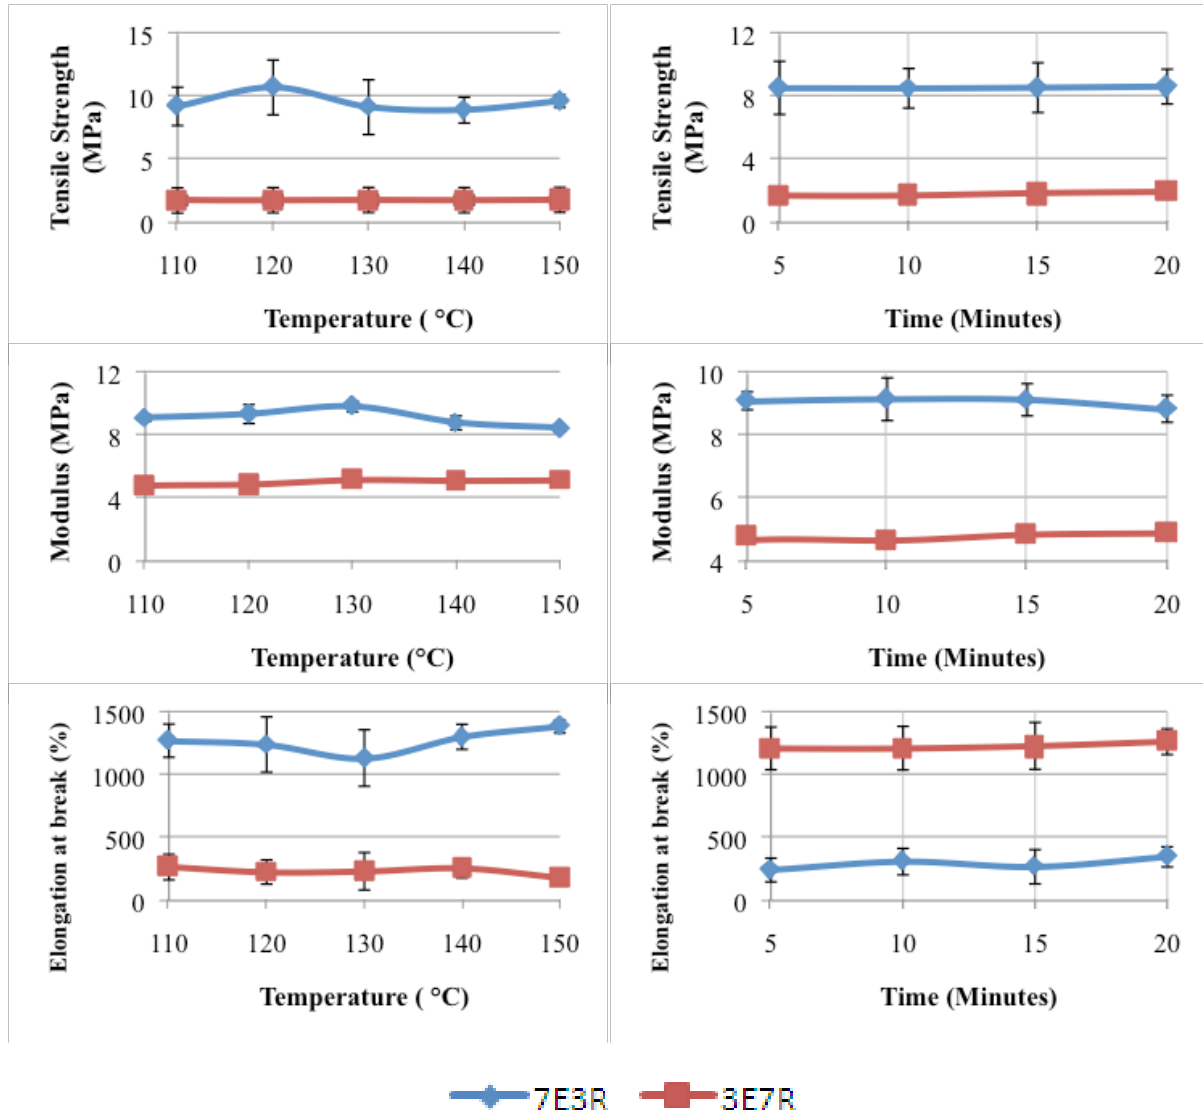 Tensile Strength
(MPa)
15
10
5
0
110 120 130 140 150
Temperature ( °C)
Tensile Strength
(MPa)
12
8
4
0
5 10 15 20
Time (Minutes)
Modulus (MPa)
12
8
4
0
110 120 130 140 150
Temperature (°C)
Modulus (MPa)
10
8
6
4
5 10 15 20
Time (Minutes)
Elongation at break (%)
1500
1000
500
0
110 120 130 140 150
Temperature ( °C)
Elongation at break (%)
1500
1000
500
0
5 10 15 20
Time (Minutes)
7E3R 3E7R